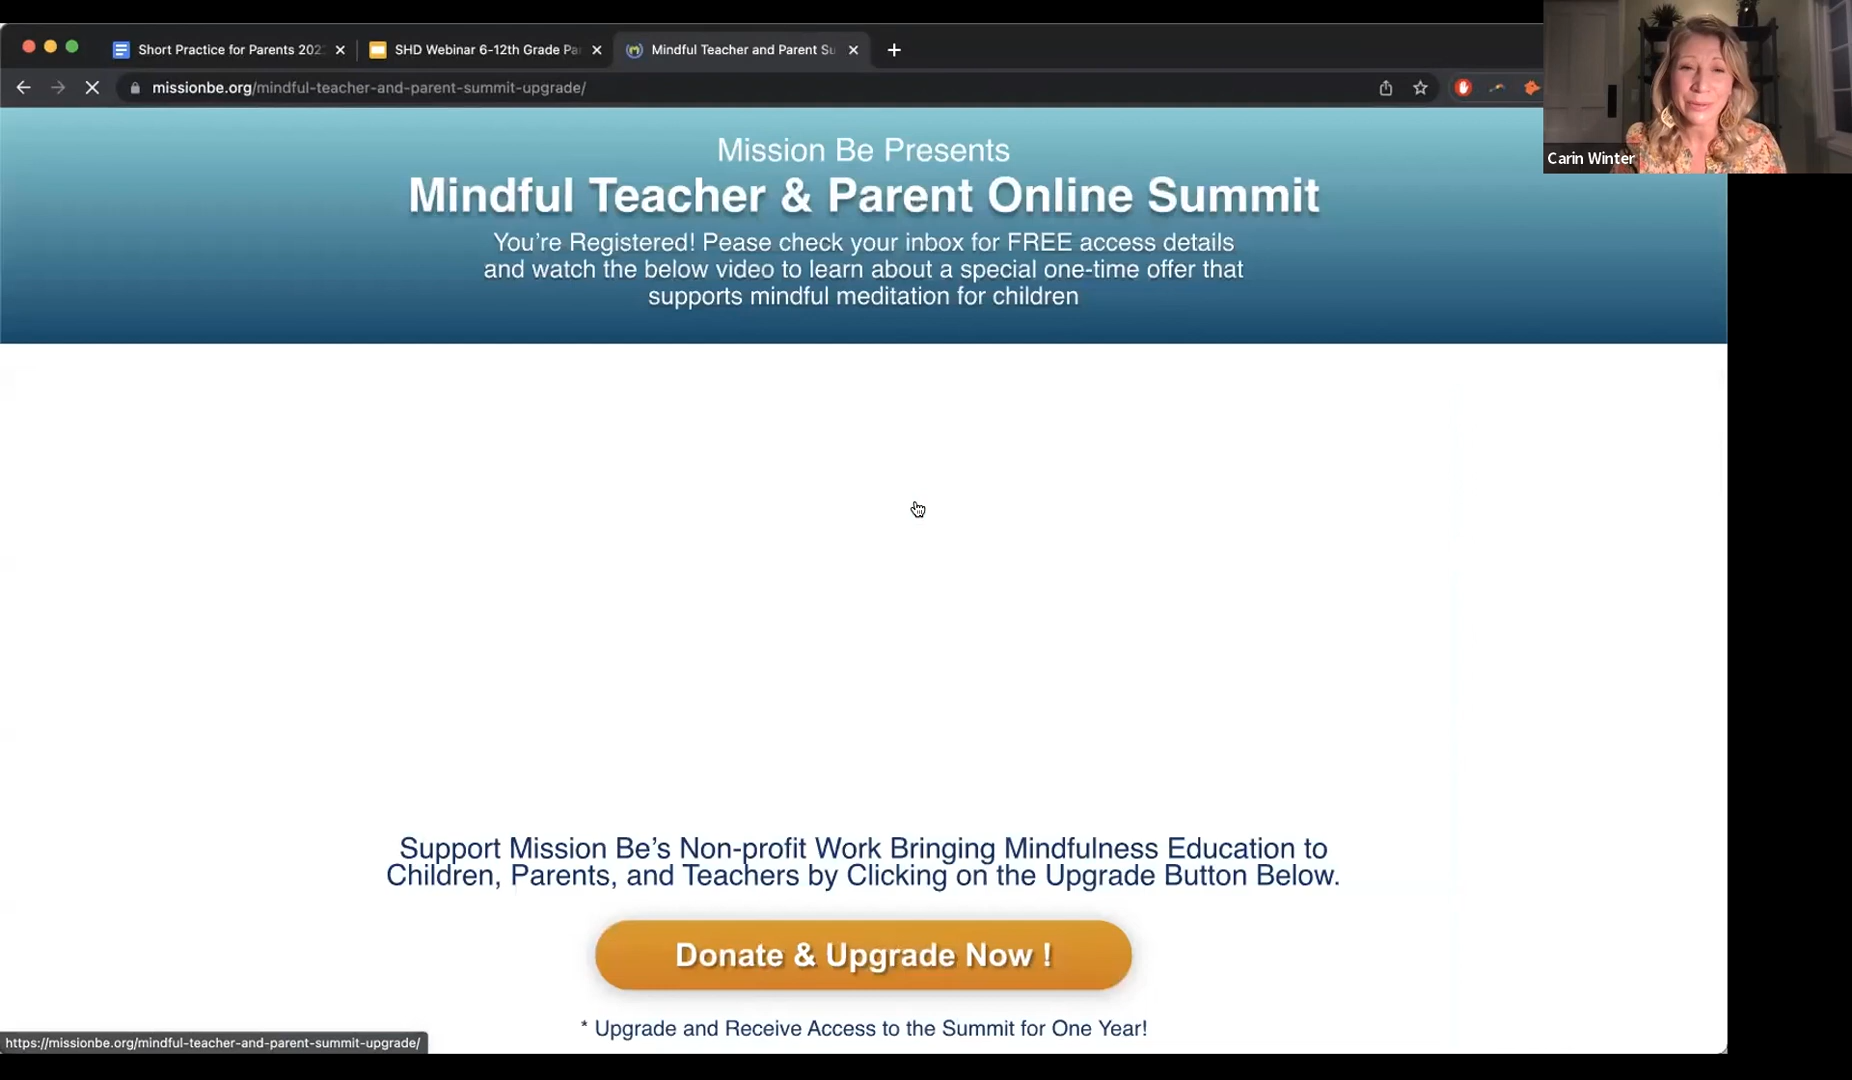 Short Practice for Parents 202
SHD Webinar 6-12th Grade Pa
Mindful Teacher and Parent Su
missionbe.org/mindful-teacher-and-parent-summit-upgrade/
Carin Winter
Mission Be Presents
Mindful Teacher & Parent Online Summit
You’re Registered! Pease check your inbox for FREE access details
and watch the below video to learn about a special one-time offer that
supports mindful meditation for children
Support Mission Be’s Non-profit Work Bringing Mindfulness Education to
Children, Parents, and Teachers by Clicking on the Upgrade Button Below.
Donate & Upgrade Now !
* Upgrade and Receive Access to the Summit for One Year!
https://missionbe.org/mindful-teacher-and-parent-summit-upgrade/